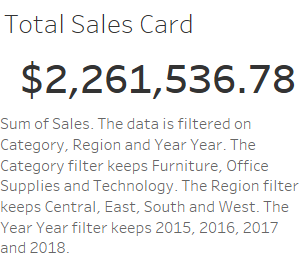 Total Sales Card
$2,261,536.78
Sum of Sales. The data is filtered on
Category, Region and Year Year. The
Category filter keeps Furniture, Office
Supplies and Technology. The Region filter
keeps Central, East, South and West. The
Year Year filter keeps 2015, 2016, 2017
and 2018.